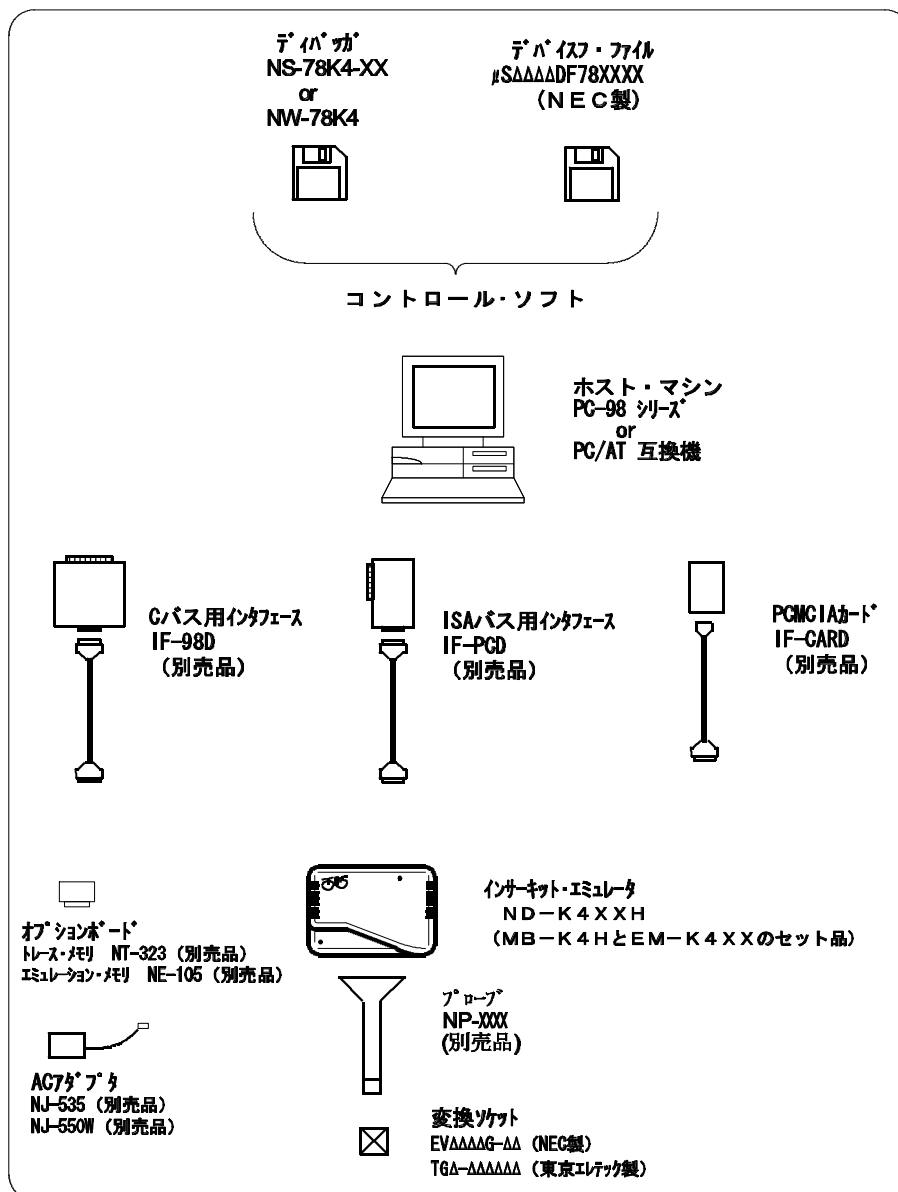 ディバッガ
NS-78K4-XX
or
NW-78K4
デバイスフ・ファイル
μSΔΔΔΔDF78XXXX
(NEC製)
コントロール・ソフト
ホスト・マシン
PC-98 シリーズ
or
PC/AT 互換機
Cバス用インタフェース
IF-98D
(別売品)
ISAバス用インタフェース
IF-PCD
(別売品)
PCMCIAカード
IF-CARD
(別売品)
オプションボード
トレース・メモリ NT-323 (別売品)
エミュレーション・メモリ NE-105 (別売品)
インサーキット・エミュレータ
ND-K4XXH
(MB-K4HとEM-K4XXのセット品)
プローブ
NP-XXXX
(別売品)
ACアダプタ
NJ-535 (別売品)
NJ-550W (別売品)
変換ソケット
EVΔΔΔΔG-ΔΔ (NEC製)
TGΔ-ΔΔΔΔΔΔ (東京エレテック製)